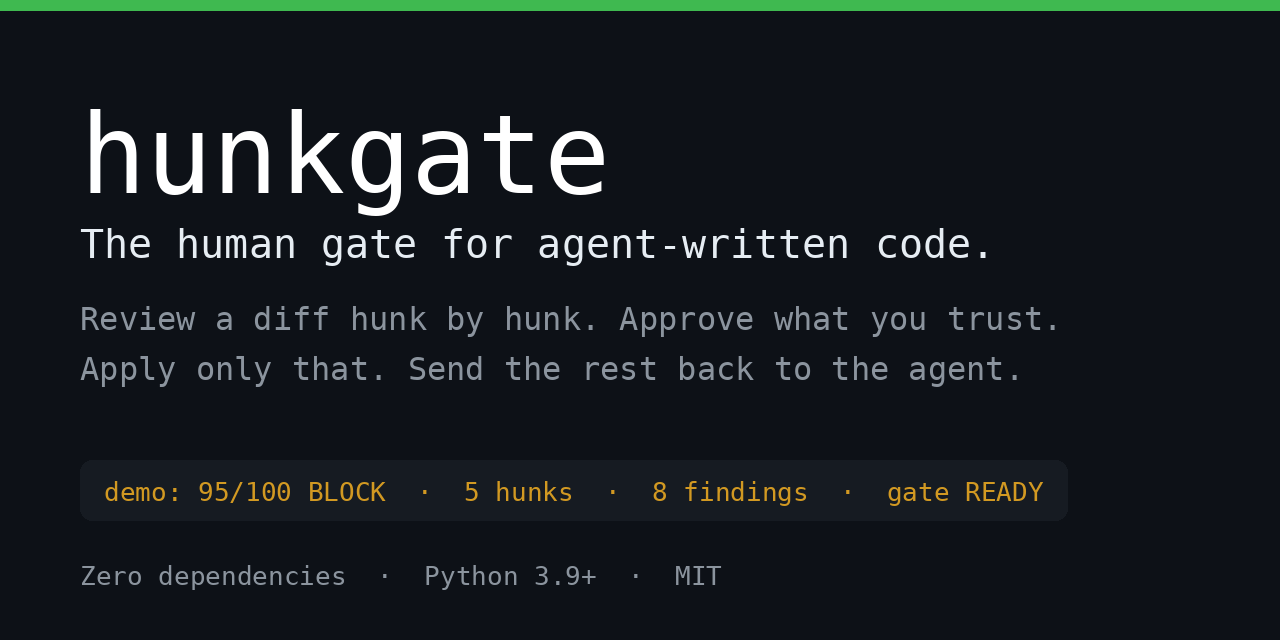 hunkgate
The human gate for agent-written code.
Review a diff hunk by hunk. Approve what you trust.
Apply only that. Send the rest back to the agent.
demo: 95/100 BLOCK · 5 hunks · 8 findings · gate READY
Zero dependencies · Python 3.9+ · MIT